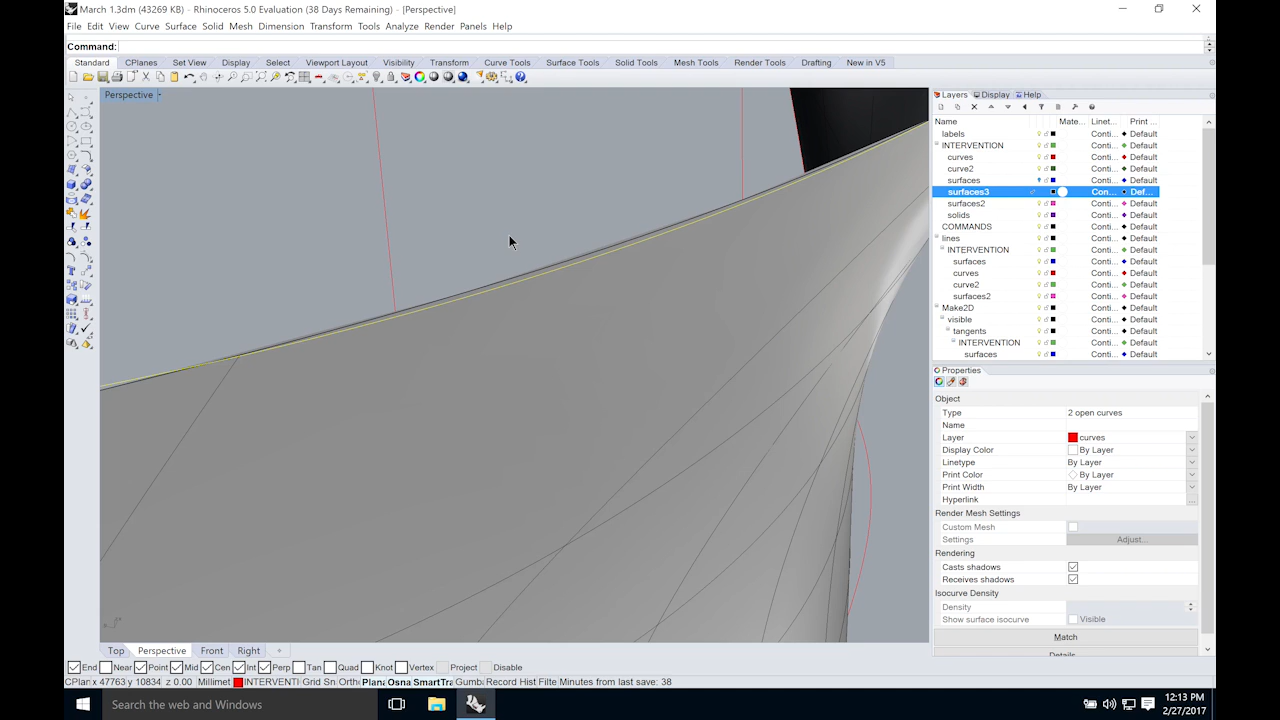 March 1.3dm (43269 KB) - Rhinoceros 5.0 Evaluation (38 Days Remaining) - [Perspective]
File Edit View Curve Surface Solid Mesh Dimension Transform Tools Analyze Render Panels Help
Command:
Standard CPlanes Set View Display Select Viewport Layout Visibility Transform Curve Tools Surface Tools Solid Tools Mesh Tools Render Tools Drafting New in V5
Perspective
Layers Display Help
Name Mate... Linet... Print ...
labels Conti... Default
INTERVENTION Conti... Default
curves Conti... Default
curve2 Conti... Default
surfaces Conti... Default
surfaces3 Con... Def...
surfaces2 Conti... Default
solids Conti... Default
COMMANDS Conti... Default
lines Conti... Default
INTERVENTION Conti... Default
surfaces Conti... Default
curves Conti... Default
curve2 Conti... Default
surfaces2 Conti... Default
Make2D Conti... Default
visible Conti... Default
tangents Conti... Default
INTERVENTION Conti... Default
surfaces Conti... Default
Properties
Object
Type 2 open curves
Name
Layer curves
Display Color By Layer
Linetype By Layer
Print Color By Layer
Print Width By Layer
Hyperlink ...
Render Mesh Settings
Custom Mesh
Settings Adjust...
Rendering
Casts shadows
Receives shadows
Isocurve Density
Density
Show surface isocurve Visible
Match
Details
Top Perspective Front Right
End Near Point Mid Cen Int Perp Tan Quad Knot Vertex Project Disable
CPlan x 47763 y 10834 z 0.00 Millimet INTERVENTI Grid Sn Orth Plana Osna SmartTra Gumb Record Hist Filte Minutes from last save: 38
Search the web and Windows
12:13 PM
2/27/2017